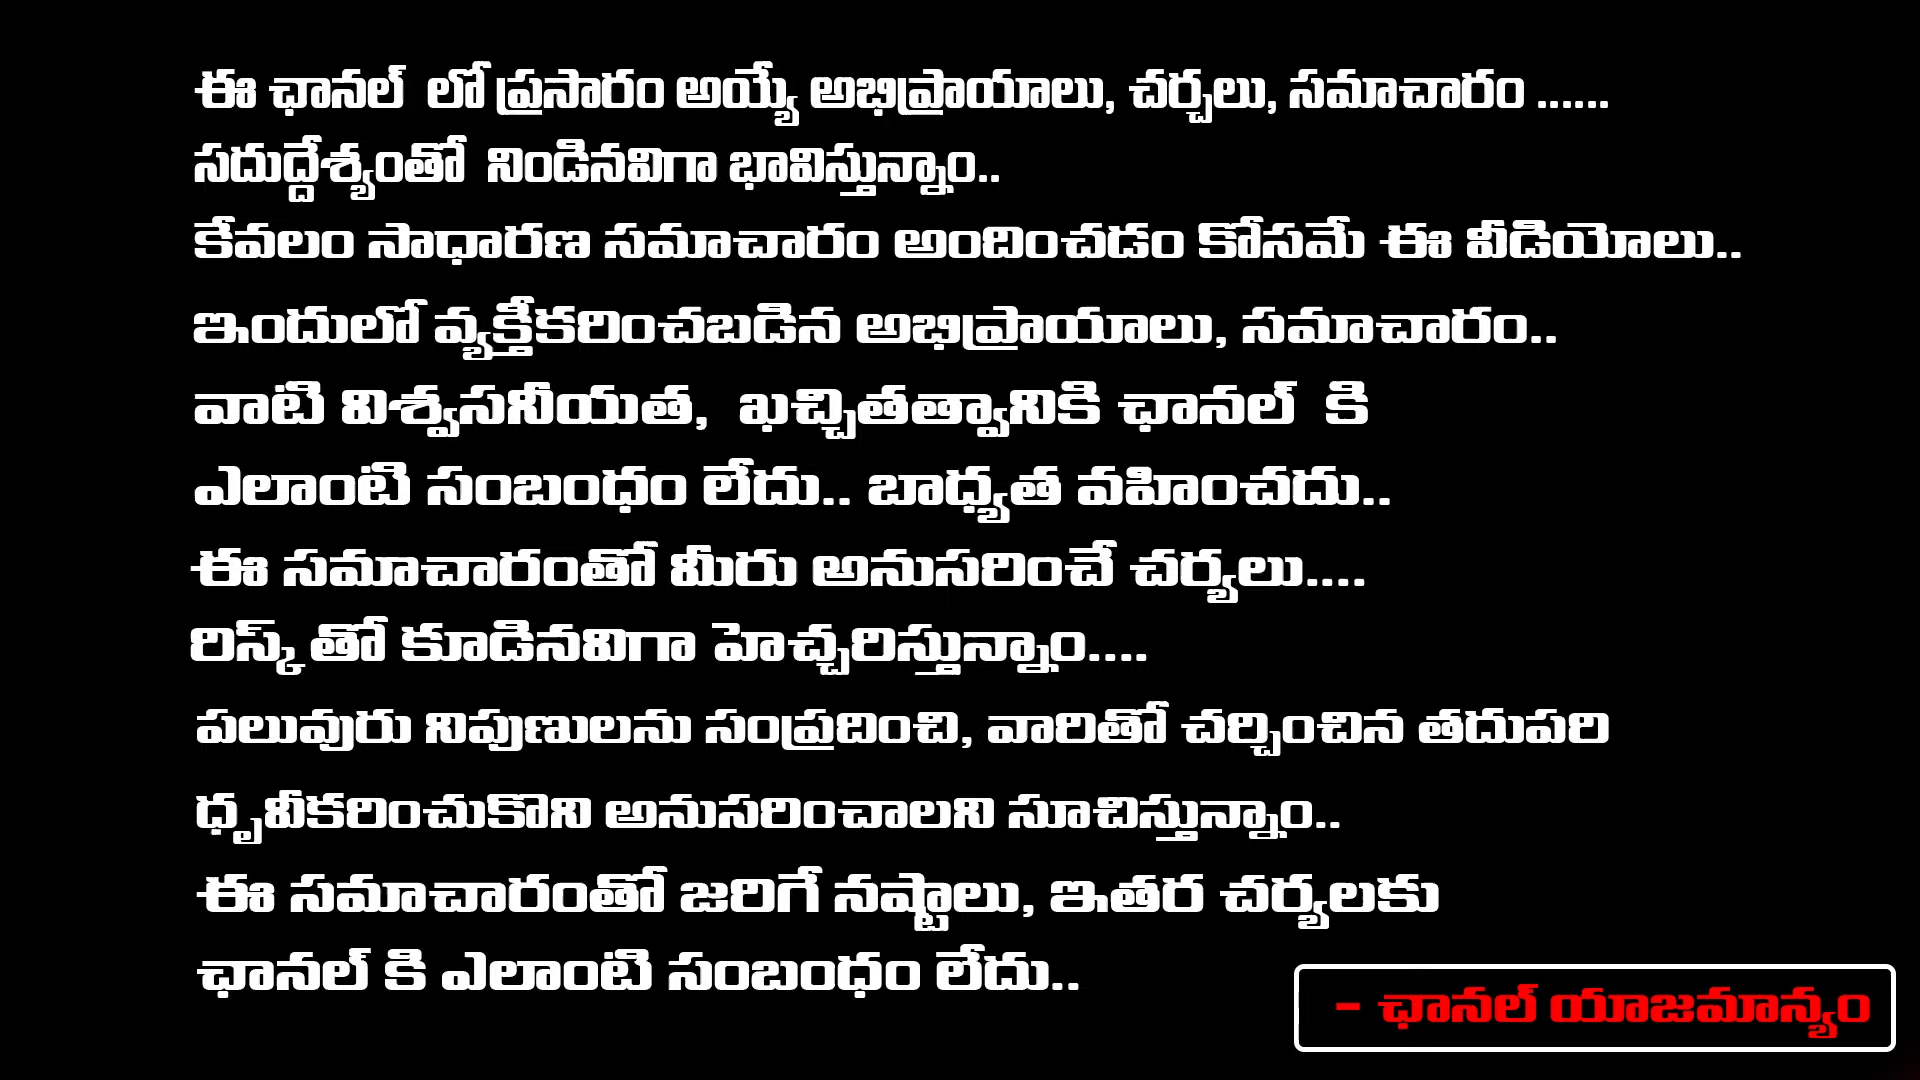 ఈ ఛానల్ లో ప్రసారం అయ్యే అభిప్రాయాలు, చర్చలు, సమాచారం ......
సదుద్దేశ్యంతో నిండినవిగా భావిస్తున్నాం..
కేవలం సాధారణ సమాచారం అందించడం కోసమే ఈ వీడియోలు..
ఇందులో వ్యక్తీకరించబడిన అభిప్రాయాలు, సమాచారం..
వాటి విశ్వసనీయత, ఖచ్చితత్వానికి ఛానల్ కి
ఎలాంటి సంబంధం లేదు.. బాధ్యత వహించదు..
ఈ సమాచారంతో మీరు అనుసరించే చర్యలు....
రిస్క్ తో కూడినవిగా హెచ్చరిస్తున్నాం....
పలువురు నిపుణులను సంప్రదించి, వారితో చర్చించిన తదుపరి
ధృవీకరించుకొని అనుసరించాలని సూచిస్తున్నాం..
ఈ సమాచారంతో జరిగే నష్టాలు, ఇతర చర్యలకు
ఛానల్ కి ఎలాంటి సంబంధం లేదు..
- ఛానల్ యాజమాన్యం